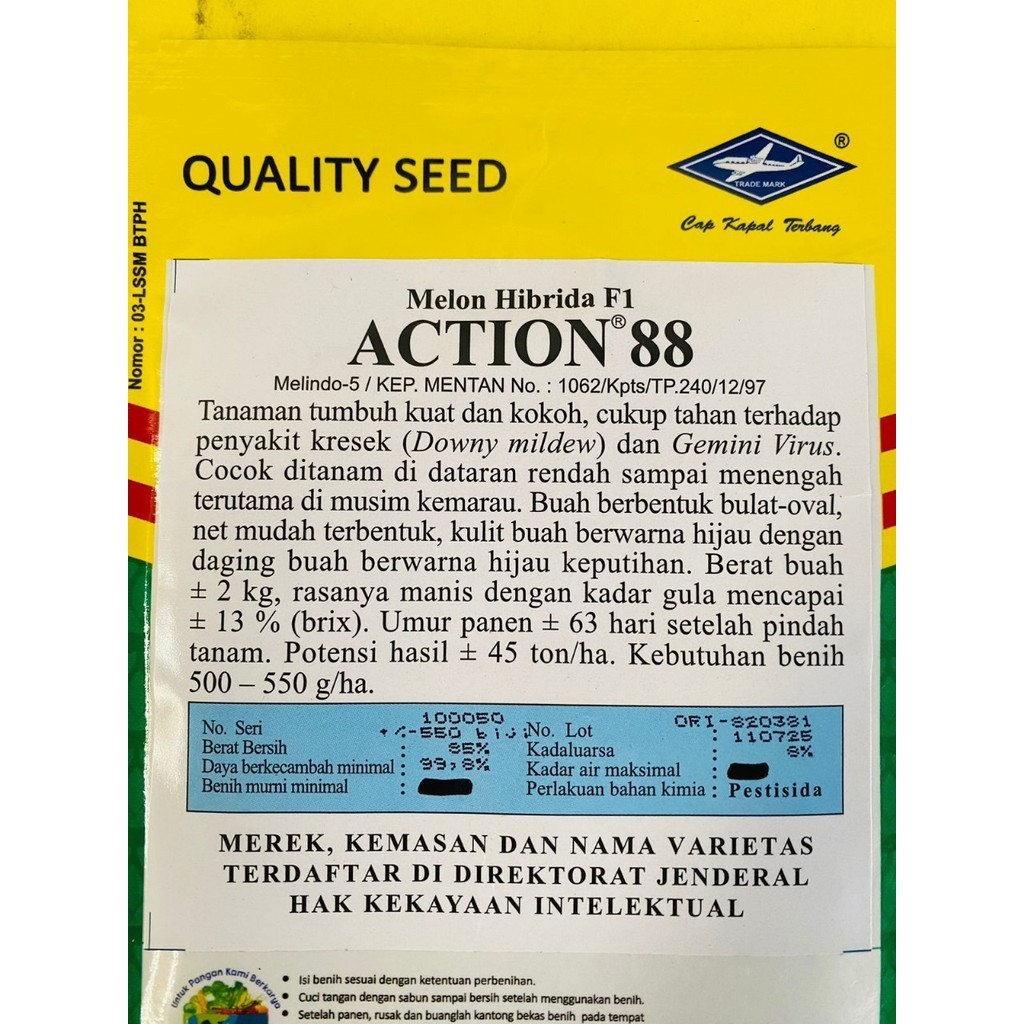 QUALITY SEED
®
TRADE MARK
Cap Kapal Terbang
Nomor : 03-LSSM BTPH
Melon Hibrida F1
ACTION® 88
Melindo-5 / KEP. MENTAN No. : 1062/Kpts/TP.240/12/97
Tanaman tumbuh kuat dan kokoh, cukup tahan terhadap
penyakit kresek (Downy mildew) dan Gemini Virus.
Cocok ditanam di dataran rendah sampai menengah
terutama di musim kemarau. Buah berbentuk bulat-oval,
net mudah terbentuk, kulit buah berwarna hijau dengan
daging buah berwarna hijau keputihan. Berat buah
± 2 kg, rasanya manis dengan kadar gula mencapai
± 13 % (brix). Umur panen ± 63 hari setelah pindah
tanam. Potensi hasil ± 45 ton/ha. Kebutuhan benih
500 – 550 g/ha.
No. Seri : 100050
Berat Bersih : +/-550 biji
Daya berkecambah minimal : 85%
Benih murni minimal : 99,8%
No. Lot : ORI-820381
Kadaluarsa : 110725
Kadar air maksimal : 8%
Perlakuan bahan kimia : Pestisida
MEREK, KEMASAN DAN NAMA VARIETAS
TERDAFTAR DI DIREKTORAT JENDERAL
HAK KEKAYAAN INTELEKTUAL
Untuk Pangan Kami Berkarya
• Isi benih sesuai dengan ketentuan perbenihan.
• Cuci tangan dengan sabun sampai bersih setelah menggunakan benih.
• Setelah panen, rusak dan buanglah kantong bekas benih pada tempat